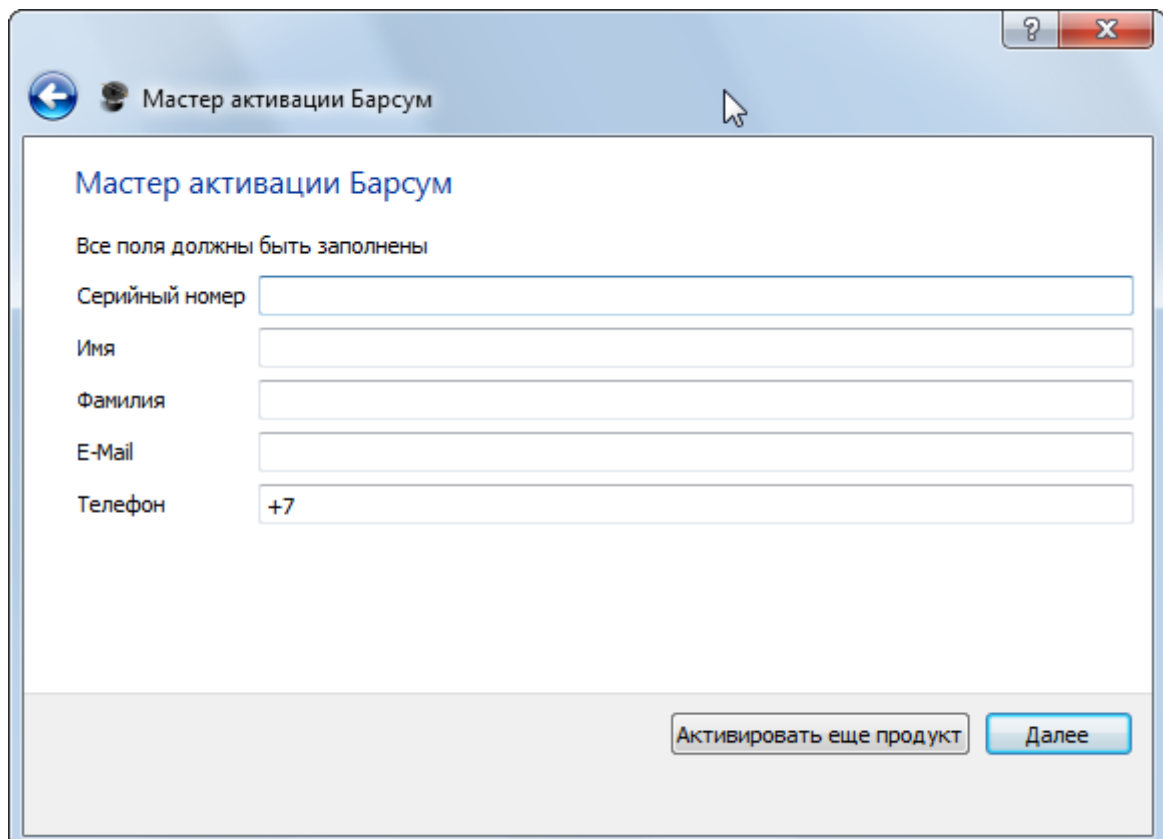 ?
X
Мастер активации Барсум
Мастер активации Барсум
Все поля должны быть заполнены
Серийный номер
Имя
Фамилия
E-Mail
Телефон +7
Активировать еще продукт Далее